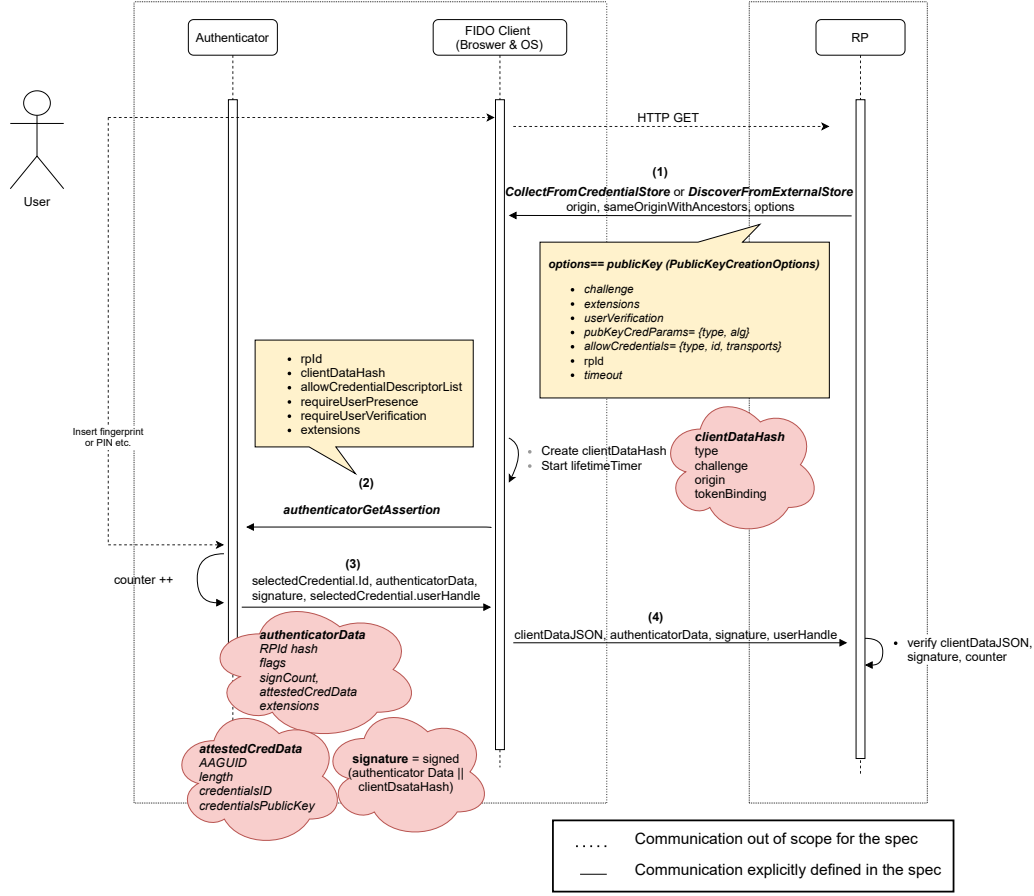 Authenticator
FIDO Client
(Broswer & OS)
RP
User
HTTP GET
(1)
CollectFromCredentialStore or DiscoverFromExternalStore
origin, sameOriginWithAncestors, options
options== publicKey (PublicKeyCreationOptions)
• challenge
• extensions
• userVerification
• pubKeyCredParams= {type, alg}
• allowCredentials= {type, id, transports}
• rpId
• timeout
• rpId
• clientDataHash
• allowCredentialDescriptorList
• requireUserPresence
• requireUserVerification
• extensions
Insert fingerprint
or PIN etc.
• Create clientDataHash
• Start lifetimeTimer
clientDataHash
type
challenge
origin
tokenBinding
(2)
authenticatorGetAssertion
counter ++
(3)
selectedCredential.Id, authenticatorData,
signature, selectedCredential.userHandle
(4)
clientDataJSON, authenticatorData, signature, userHandle
• verify clientDataJSON,
signature, counter
authenticatorData
RPId hash
flags
signCount,
attestedCredData
extensions
attestedCredData
AAGUID
length
credentialsID
credentialsPublicKey
signature = signed
(authenticator Data ||
clientDsataHash)
Communication out of scope for the spec
Communication explicitly defined in the spec